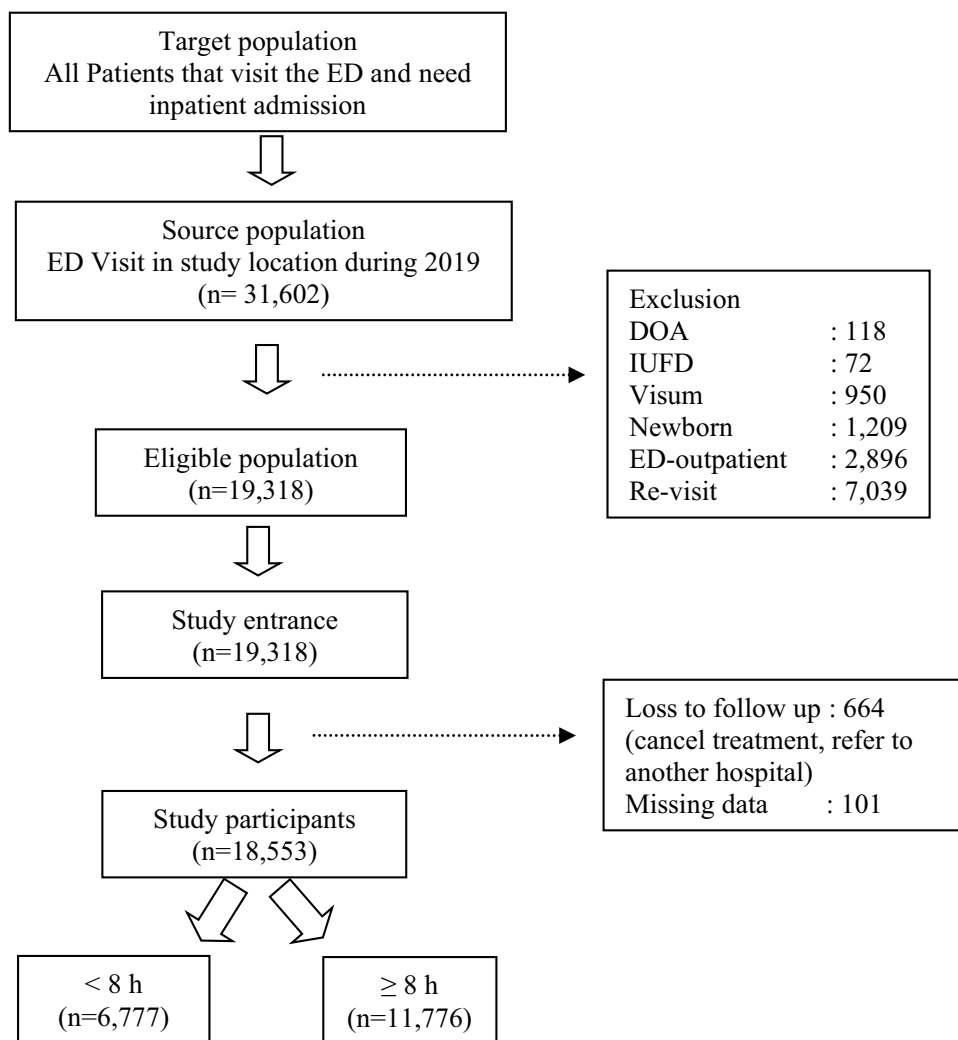 Target population
All Patients that visit the ED and need
inpatient admission
Source population
ED Visit in study location during 2019
(n= 31,602)
Exclusion
DOA : 118
IUFD : 72
Visum : 950
Newborn : 1,209
ED-outpatient : 2,896
Re-visit : 7,039
Eligible population
(n=19,318)
Study entrance
(n=19,318)
Loss to follow up : 664
(cancel treatment, refer to
another hospital)
Missing data : 101
Study participants
(n=18,553)
< 8 h
(n=6,777)
≥ 8 h
(n=11,776)